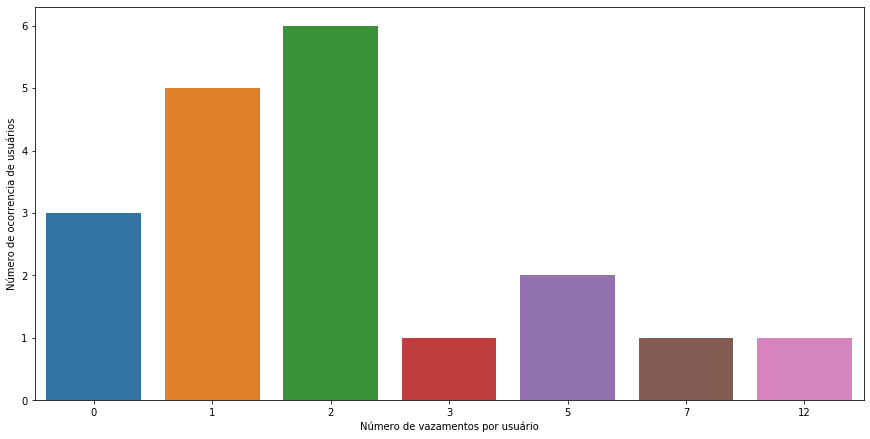 Número de ocorrencia de usuários
6
5
4
3
2
1
0
0 1 2 3 5 7 12
Número de vazamentos por usuário